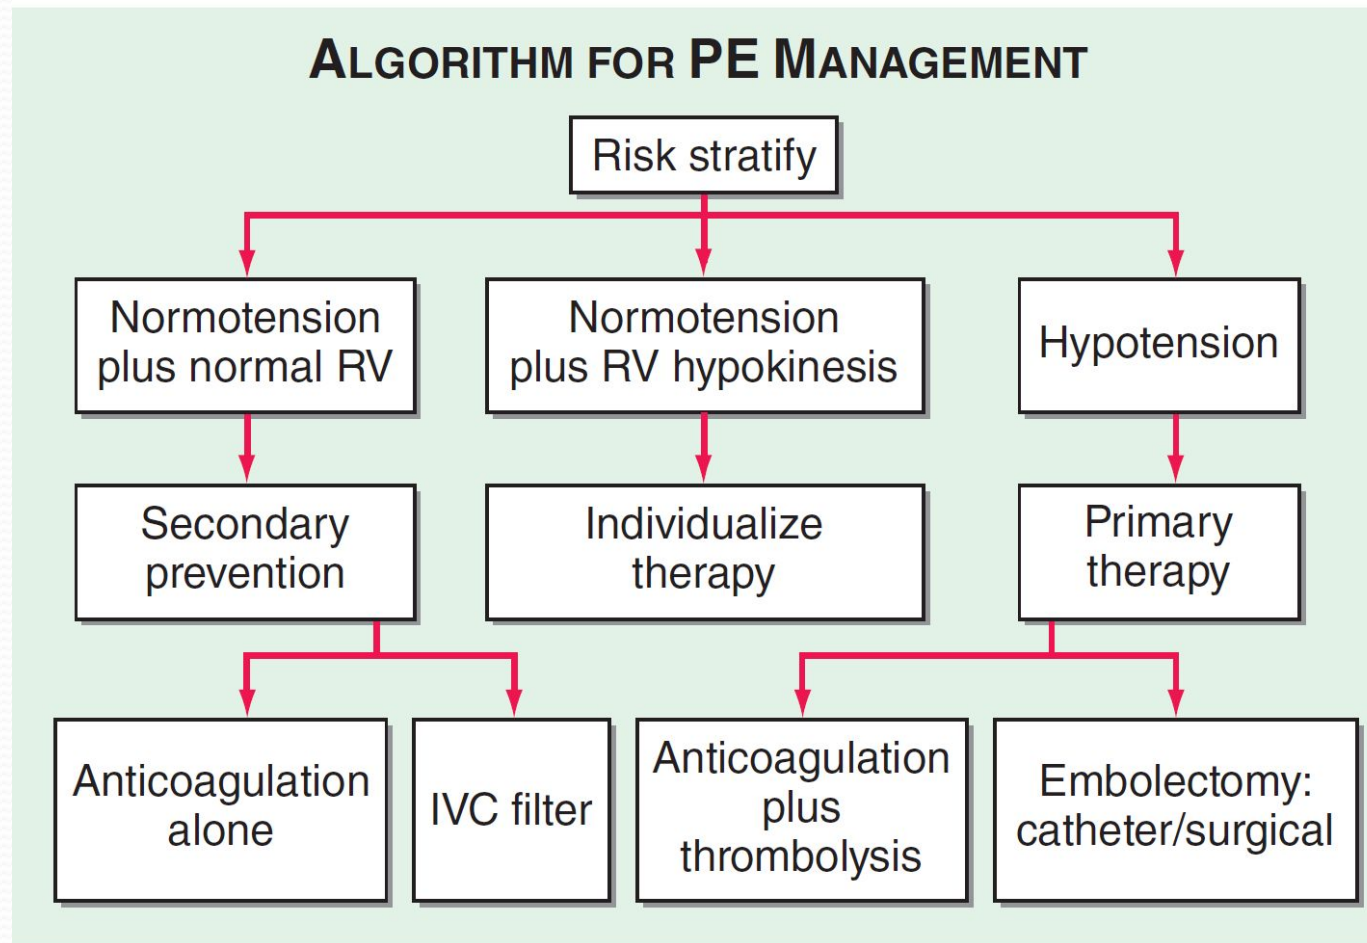 ALGORITHM FOR PE MANAGEMENT
Risk stratify
Normotension
plus normal RV
Normotension
plus RV hypokinesis
Hypotension
Secondary
prevention
Individualize
therapy
Primary
therapy
Anticoagulation
alone
IVC filter
Anticoagulation
plus
thrombolysis
Embolectomy:
catheter/surgical